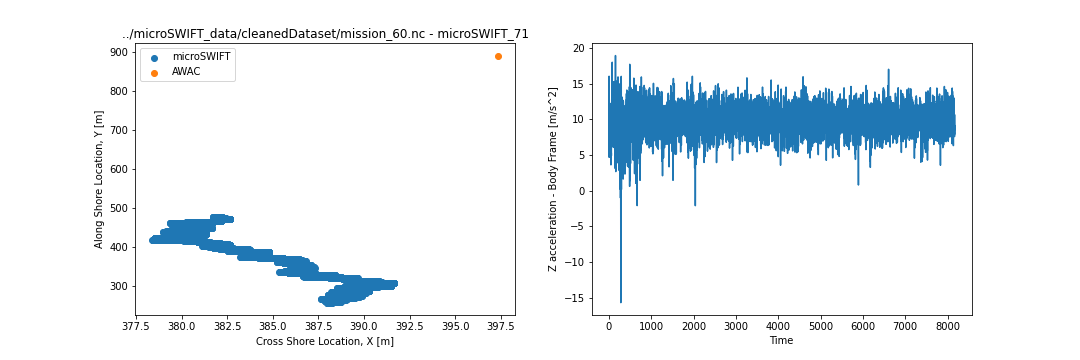 ../microSWIFT_data/cleanedDataset/mission_60.nc - microSWIFT_71
microSWIFT
AWAC
900
800
700
600
500
400
300
Along Shore Location, Y [m]
377.5 380.0 382.5 385.0 387.5 390.0 392.5 395.0 397.5
Cross Shore Location, X [m]
20
15
10
5
0
−5
−10
−15
Z acceleration - Body Frame [m/s^2]
0 1000 2000 3000 4000 5000 6000 7000 8000
Time